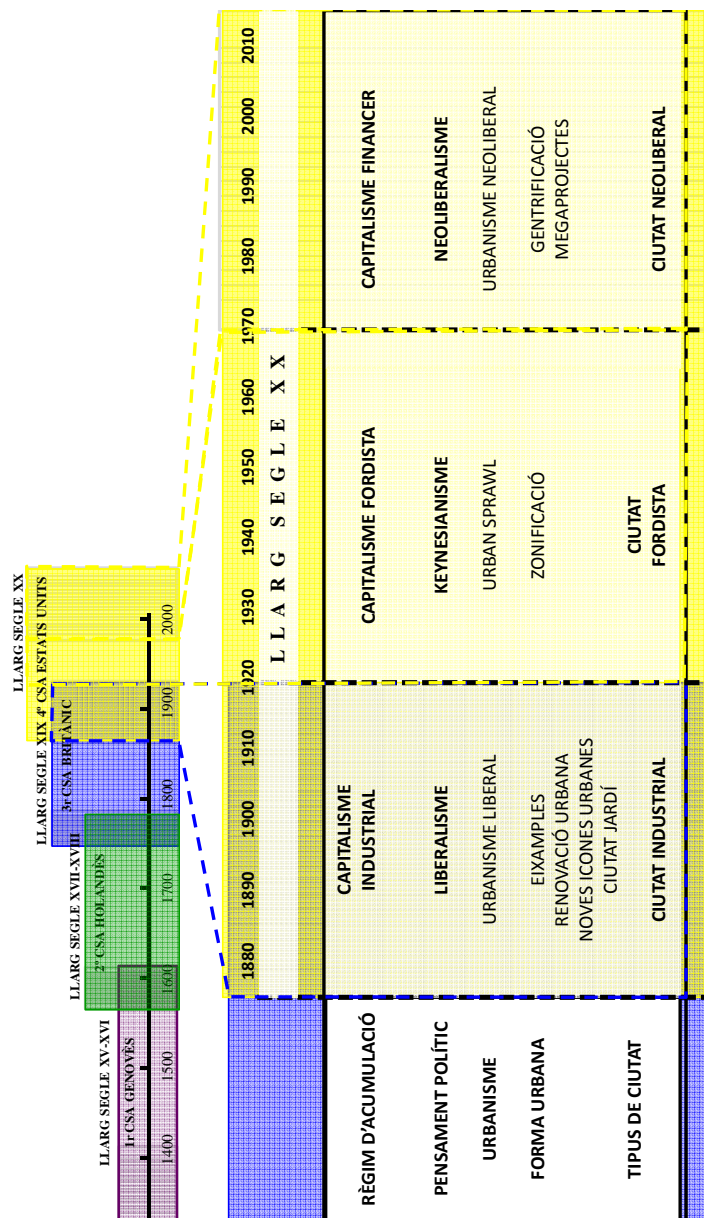 LLARG SEGLE XX
LLARG SEGLE XIX 4º CSA ESTATS UNITS
3r CSA BRITÀNIC
LLARG SEGLE XVII-XVIII
2º CSA HOLANDÈS
LLARG SEGLE XV-XVI
1r CSA GENOVÈS
1400 1500 1600 1700 1800 1900 2000
1880 1890 1900 1910 1920 1930 1940 1950 1960 1970 1980 1990 2000 2010
LLARG SEGLE XX
RÈGIM D'ACUMULACIÓ
CAPITALISME
INDUSTRIAL
CAPITALISME FORDISTA
CAPITALISME FINANCER
PENSAMENT POLÍTIC
LIBERALISME
KEYNESIANISME
NEOLIBERALISME
URBANISME
URBANISME LIBERAL
URBAN SPRAWL
URBANISME NEOLIBERAL
FORMA URBANA
EIXAMPLES
RENOVACIÓ URBANA
NOVES ICONES URBANES
CIUTAT JARDÍ
ZONIFICACIÓ
GENTRIFICACIÓ
MEGAPROJECTES
TIPUS DE CIUTAT
CIUTAT INDUSTRIAL
CIUTAT
FORDISTA
CIUTAT NEOLIBERAL